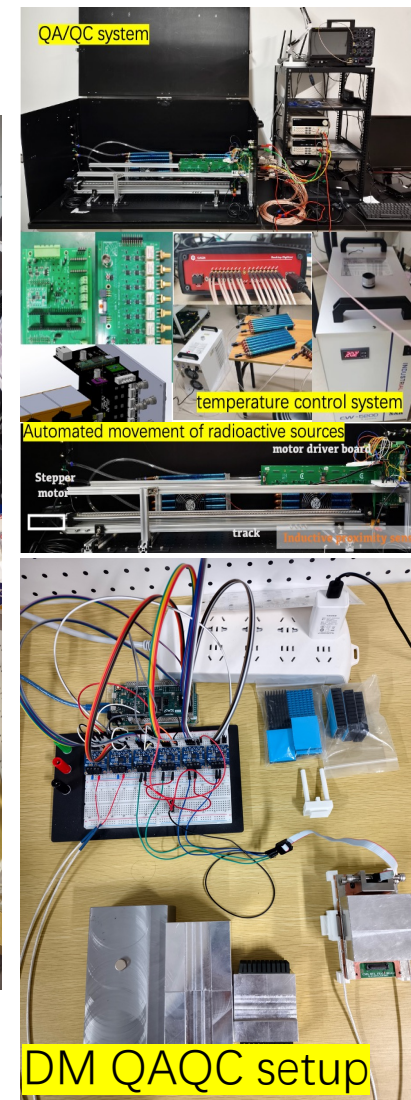 QA/QC system
temperature control system
Automated movement of radioactive sources
motor driver board
Stepper
motor
track
Inductive proximity
DM QAQC setup